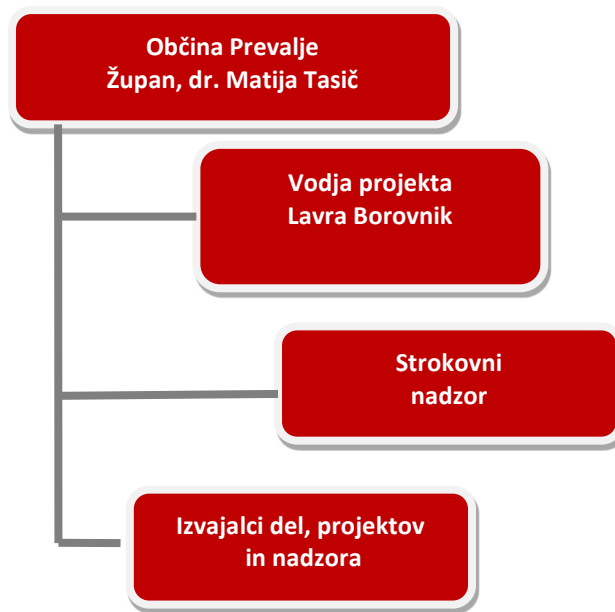 Občina Prevalje
Župan, dr. Matija Tasič
Vodja projekta
Lavra Borovnik
Strokovni
nadzor
Izvajalci del, projektov
in nadzora